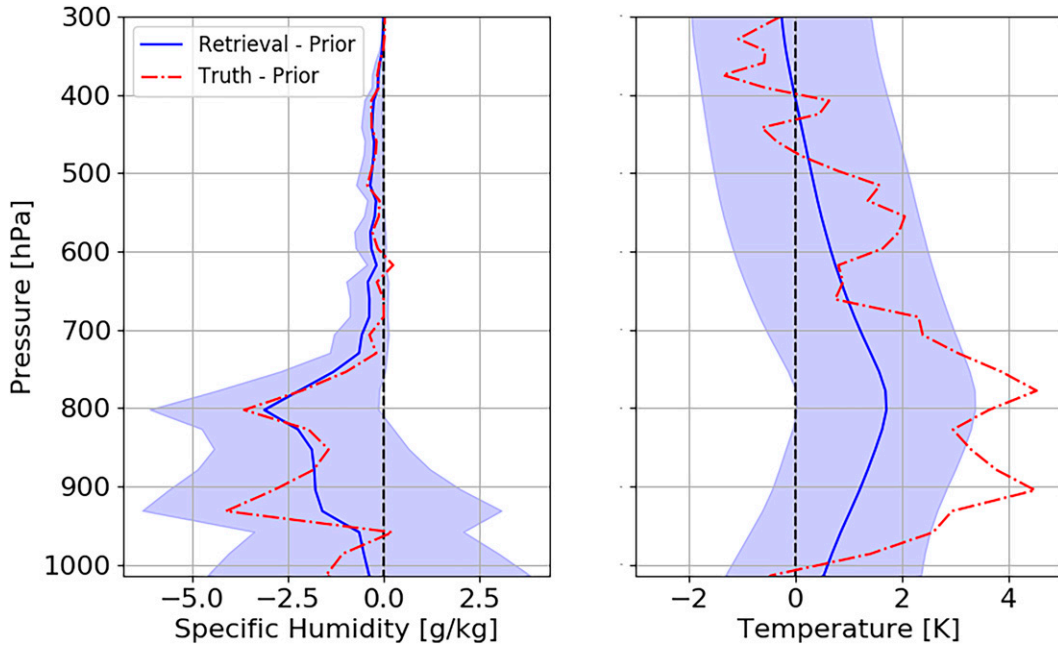 Retrieval - Prior
Truth - Prior
Pressure [hPa]
300
400
500
600
700
800
900
1000
−5.0 −2.5 0.0 2.5
Specific Humidity [g/kg]
−2 0 2 4
Temperature [K]